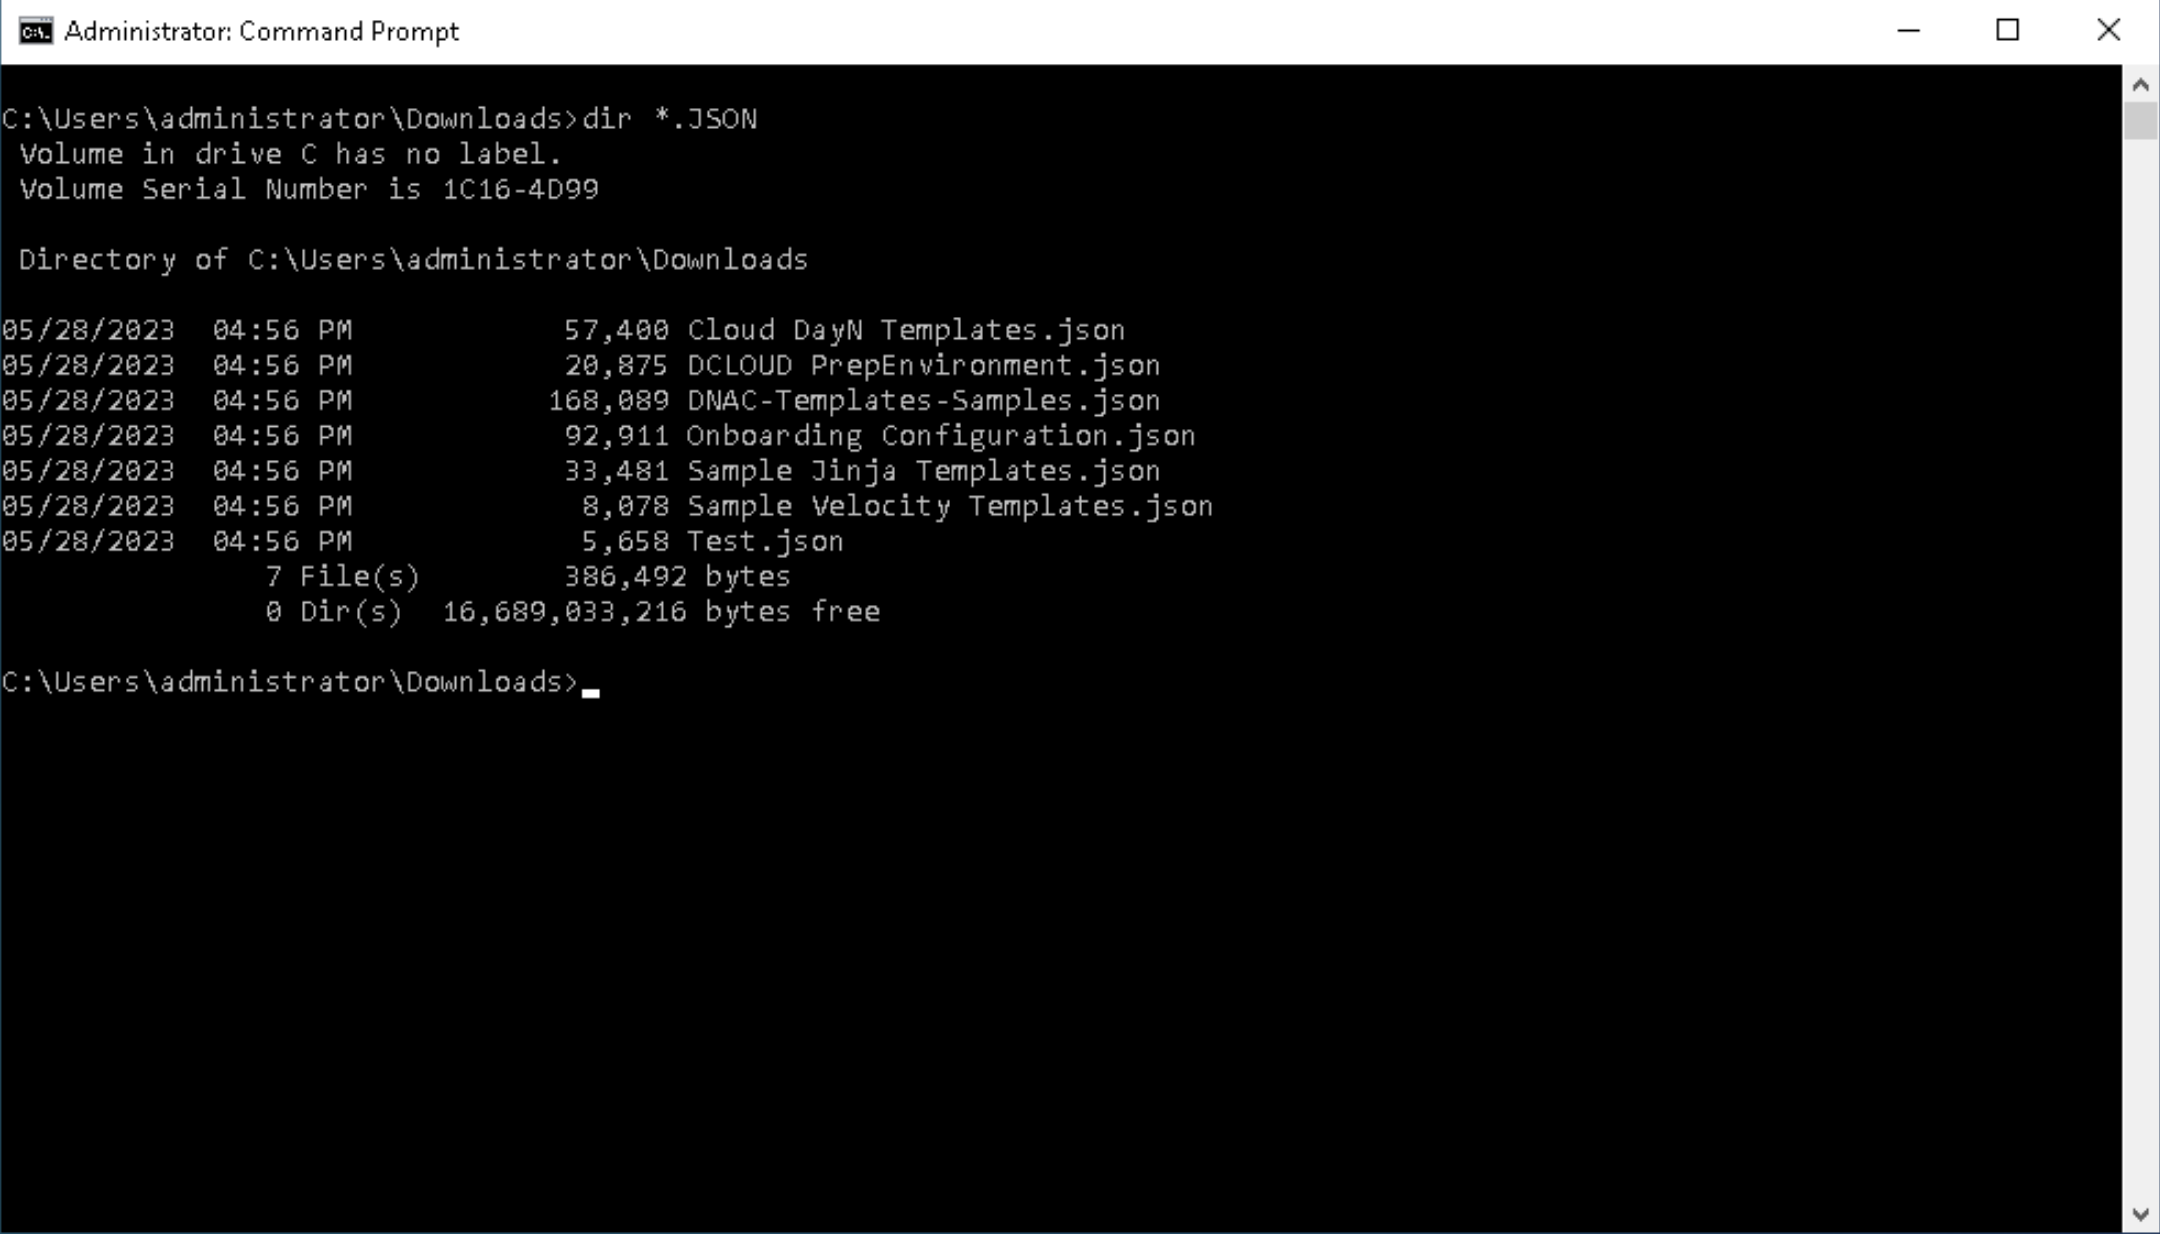 Administrator: Command Prompt
C:\Users\administrator\Downloads>dir *.JSON
 Volume in drive C has no label.
 Volume Serial Number is 1C16-4D99
 Directory of C:\Users\administrator\Downloads
05/28/2023  04:56 PM            57,400 Cloud DayN Templates.json
05/28/2023  04:56 PM            20,875 DCLOUD PrepEnvironment.json
05/28/2023  04:56 PM           168,089 DNAC-Templates-Samples.json
05/28/2023  04:56 PM            92,911 Onboarding Configuration.json
05/28/2023  04:56 PM            33,481 Sample Jinja Templates.json
05/28/2023  04:56 PM             8,078 Sample Velocity Templates.json
05/28/2023  04:56 PM             5,658 Test.json
               7 File(s)        386,492 bytes
               0 Dir(s)  16,689,033,216 bytes free
C:\Users\administrator\Downloads>